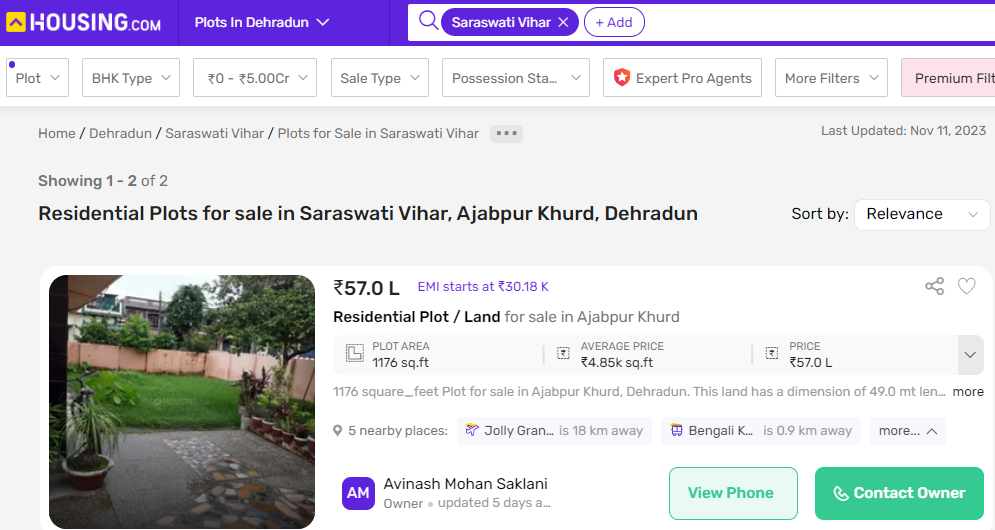 HOUSING.COM
Plots In Dehradun
Saraswati Vihar
+ Add
Plot
BHK Type
₹0 - ₹5.00Cr
Sale Type
Possession Sta...
Expert Pro Agents
More Filters
Premium Filt
Home / Dehradun / Saraswati Vihar / Plots for Sale in Saraswati Vihar
Last Updated: Nov 11, 2023
Showing 1 - 2 of 2
Residential Plots for sale in Saraswati Vihar, Ajabpur Khurd, Dehradun
Sort by: Relevance
₹57.0 L EMI starts at ₹30.18 K
Residential Plot / Land for sale in Ajabpur Khurd
PLOT AREA
1176 sq.ft
AVERAGE PRICE
₹4.85k sq.ft
PRICE
₹57.0 L
1176 square_feet Plot for sale in Ajabpur Khurd, Dehradun. This land has a dimension of 49.0 mt len... more
5 nearby places: Jolly Gran... is 18 km away Bengali K... is 0.9 km away more...
AM
Avinash Mohan Saklani
Owner • updated 5 days a...
View Phone
Contact Owner